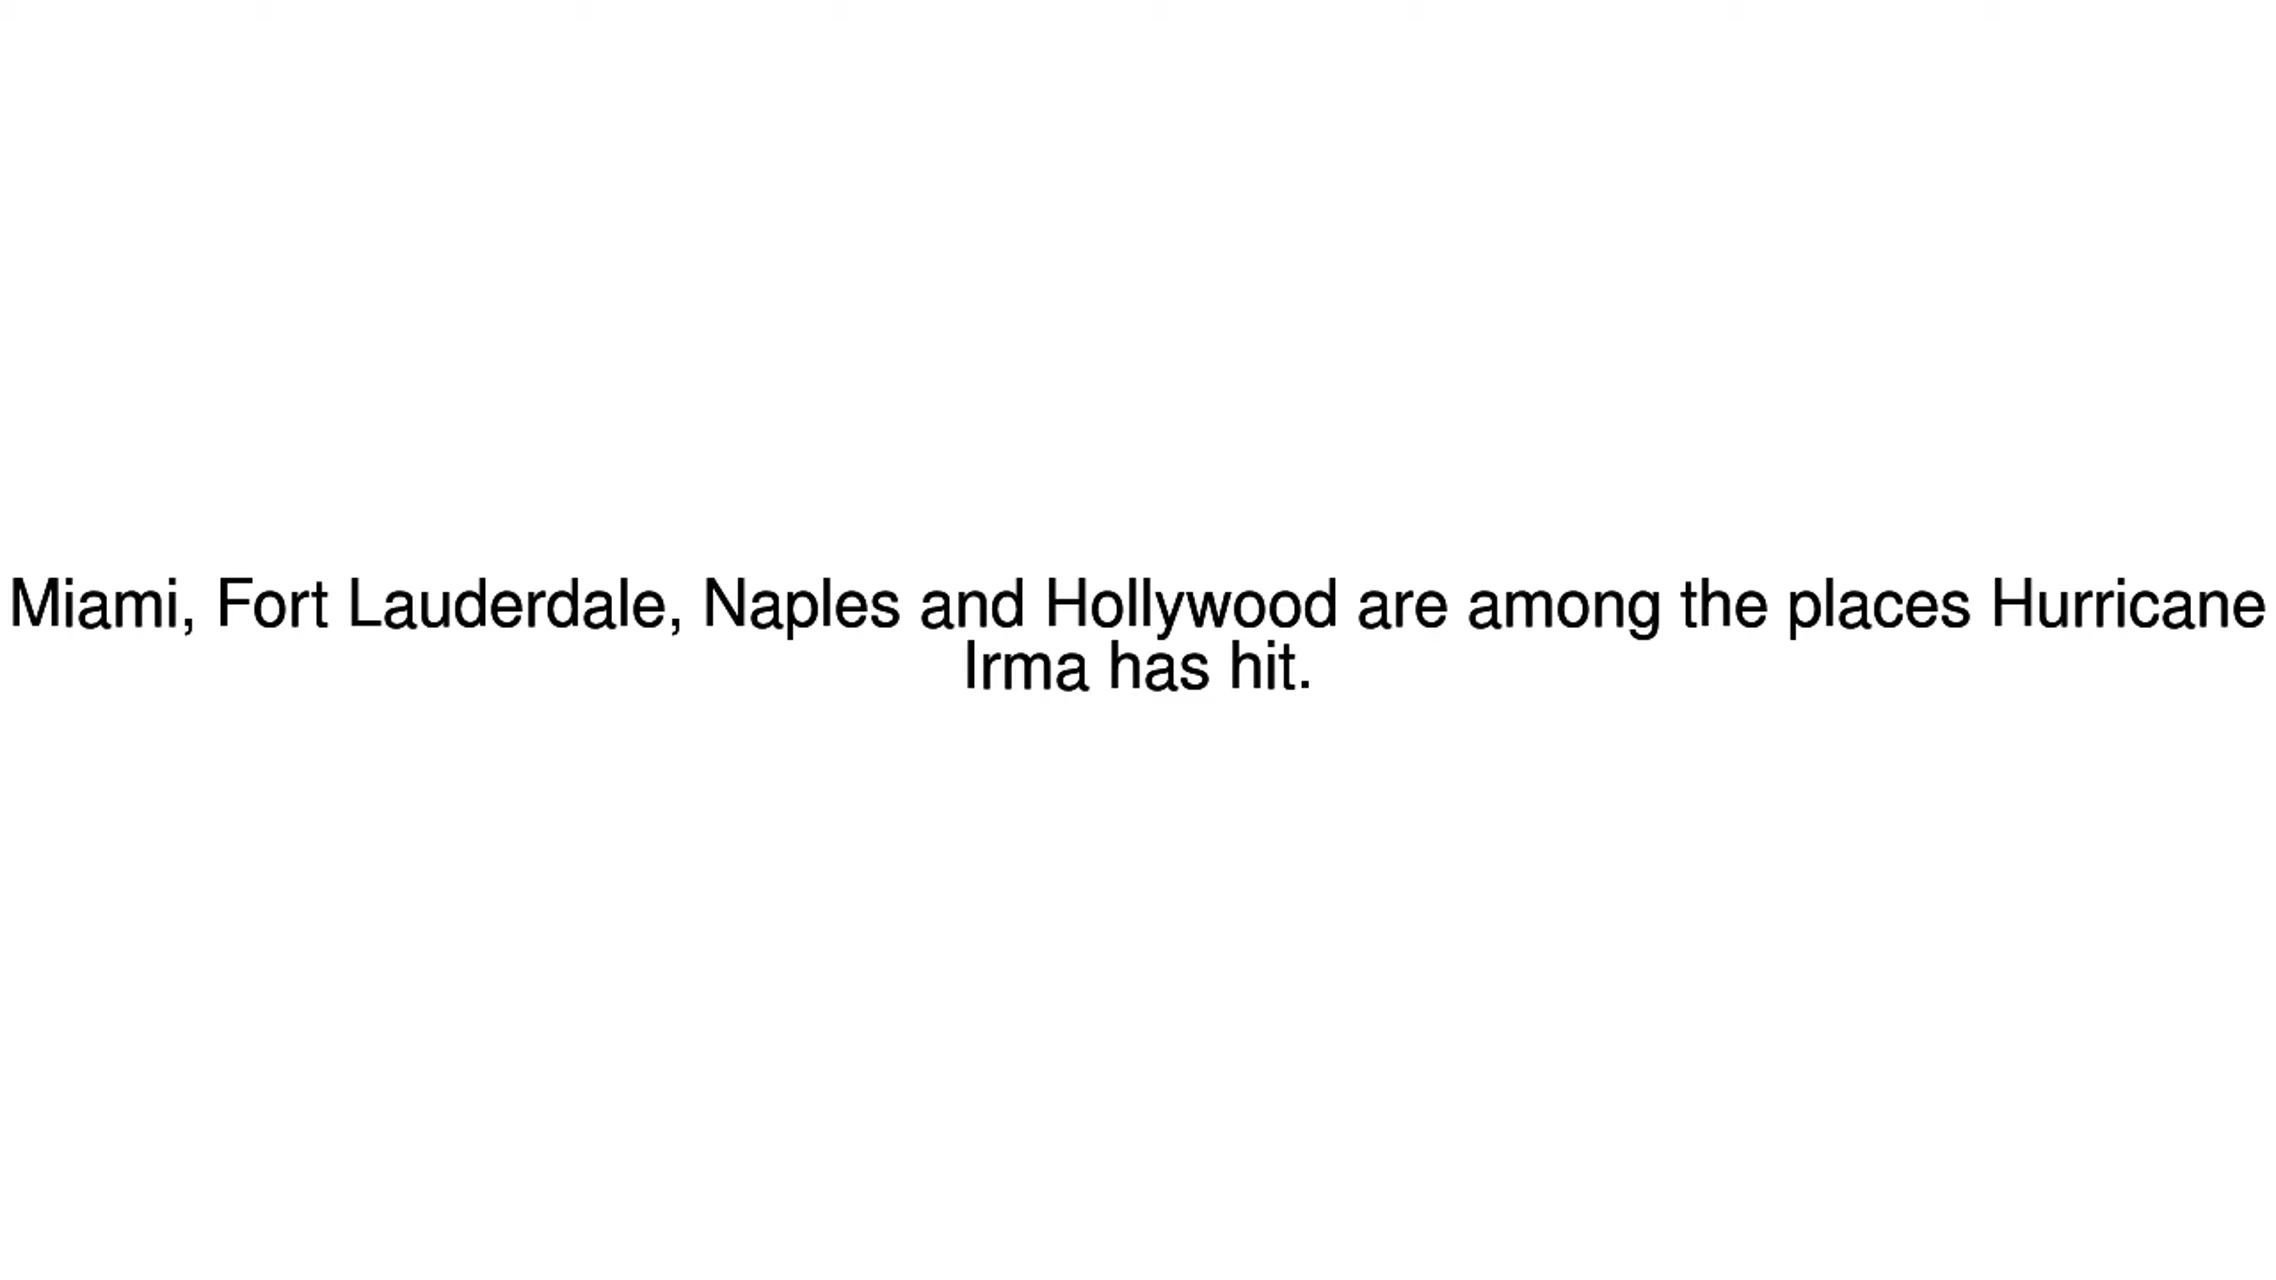 Miami, Fort Lauderdale, Naples and Hollywood are among the places Hurricane
Irma has hit.